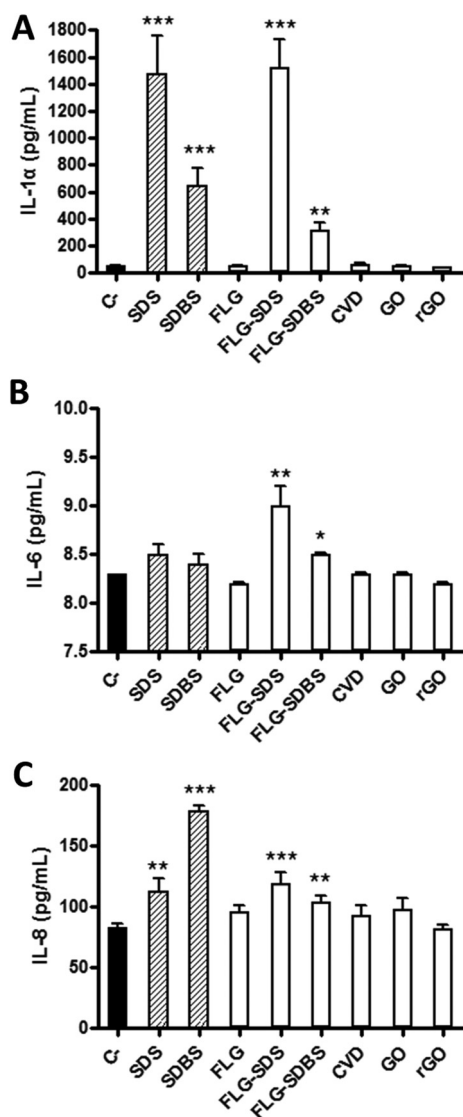 A
IL-1α (pg/mL)
1800
1600
1400
1200
1000
800
600
400
200
0
***
***
***
**
C-
SDS
SDBS
FLG
FLG-SDS
FLG-SDBS
CVD
GO
rGO
B
IL-6 (pg/mL)
10.0
9.5
9.0
8.5
8.0
7.5
**
*
C-
SDS
SDBS
FLG
FLG-SDS
FLG-SDBS
CVD
GO
rGO
C
IL-8 (pg/mL)
200
150
100
50
0
**
***
***
**
C-
SDS
SDBS
FLG
FLG-SDS
FLG-SDBS
CVD
GO
rGO